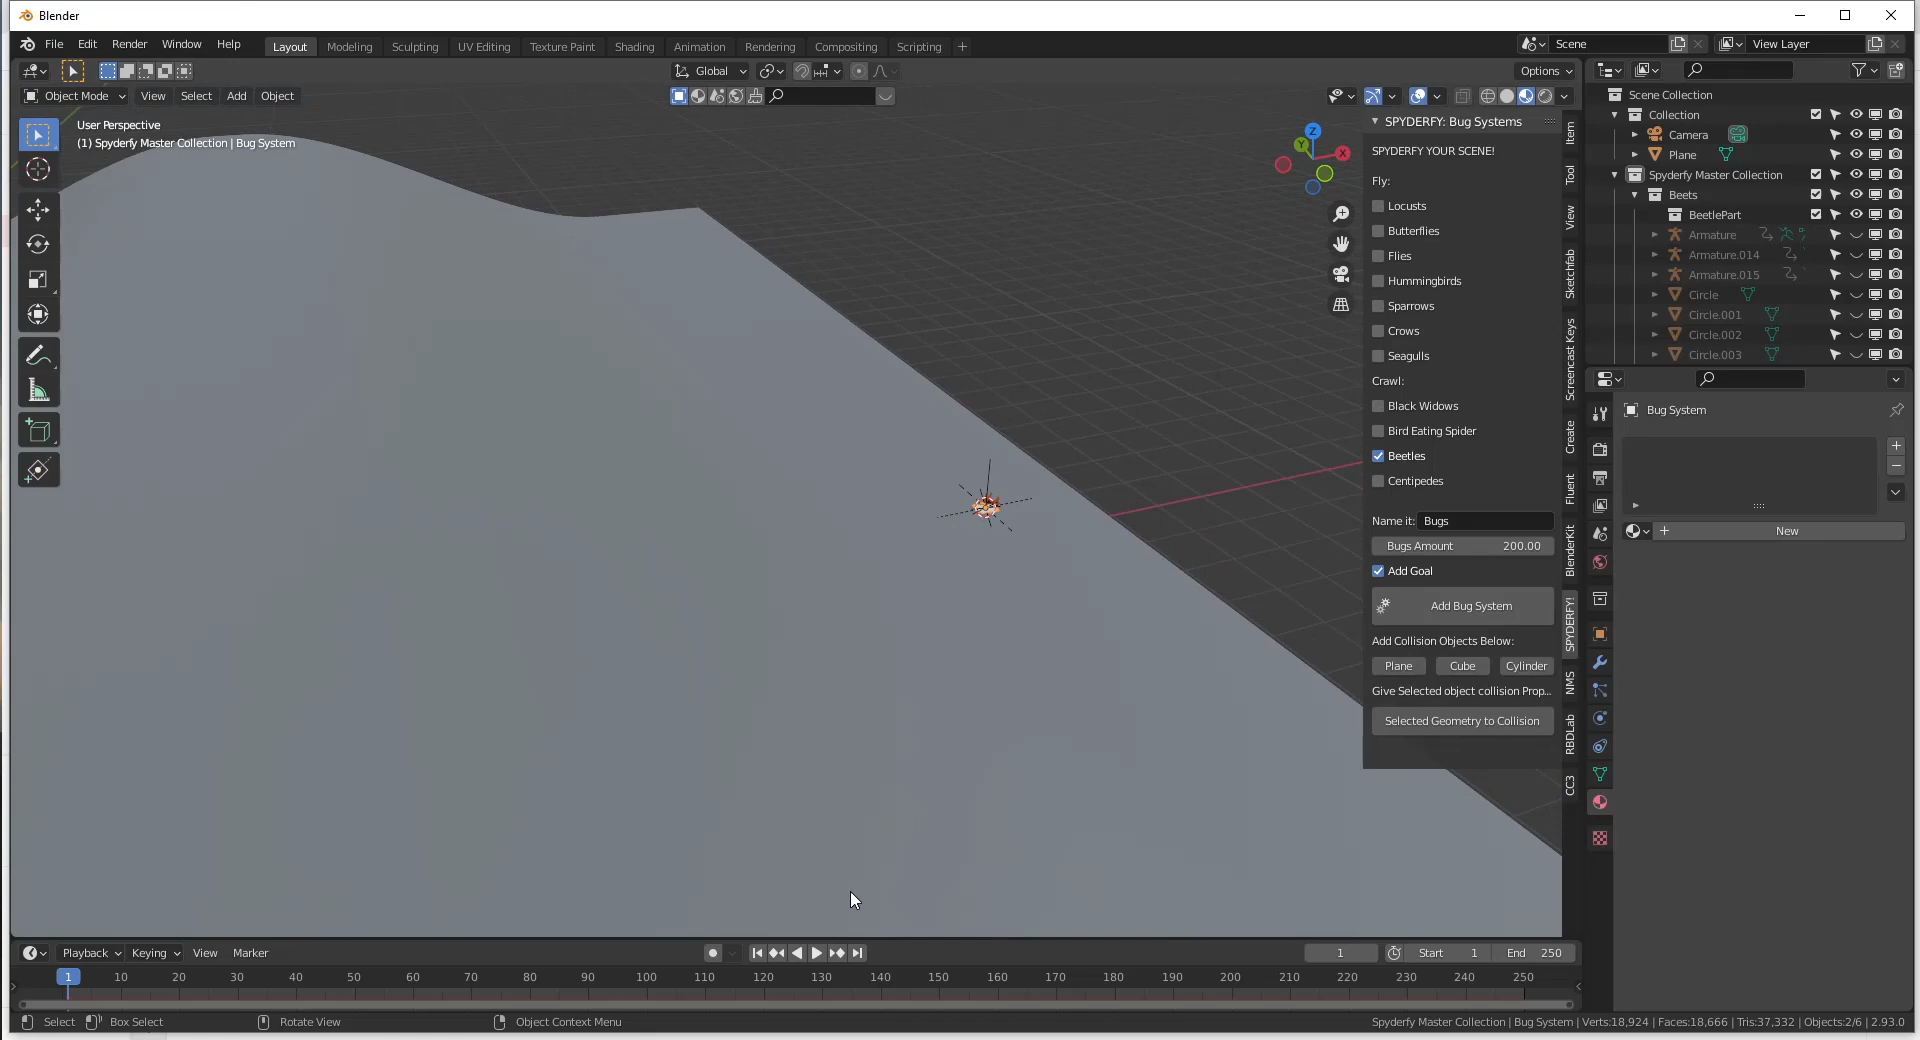 Blender
File Edit Render Window Help Layout Modeling Sculpting UV Editing Texture Paint Shading Animation Rendering Compositing Scripting + Scene View Layer
Global Options
Object Mode View Select Add Object
User Perspective
(1) Spyderfy Master Collection | Bug System
Z
Y
X
SPYDERFY: Bug Systems
SPYDERFY YOUR SCENE!
Fly:
Locusts
Butterflies
Flies
Hummingbirds
Sparrows
Crows
Seagulls
Crawl:
Black Widows
Bird Eating Spider
Beetles
Centipedes
Name it: Bugs
Bugs Amount 200.00
Add Goal
Add Bug System
Add Collision Objects Below:
Plane Cube Cylinder
Give Selected object collision Prop...
Selected Geometry to Collision
Item
Tool
View
Sketchfab
Screencast Keys
Create
Fluent
BlenderKit
SPYDERFY!
NMS
RBDLab
CC3
Scene Collection
Collection
Camera
Plane
Spyderfy Master Collection
Beets
BeetlePart
Armature
Armature.014
Armature.015
Circle
Circle.001
Circle.002
Circle.003
Bug System
New
Playback Keying View Marker 1 Start 1 End 250
1 10 20 30 40 50 60 70 80 90 100 110 120 130 140 150 160 170 180 190 200 210 220 230 240 250
Select Box Select Rotate View Object Context Menu Spyderfy Master Collection | Bug System | Verts:18,924 | Faces:18,666 | Tris:37,332 | Objects:2/6 | 2.93.0